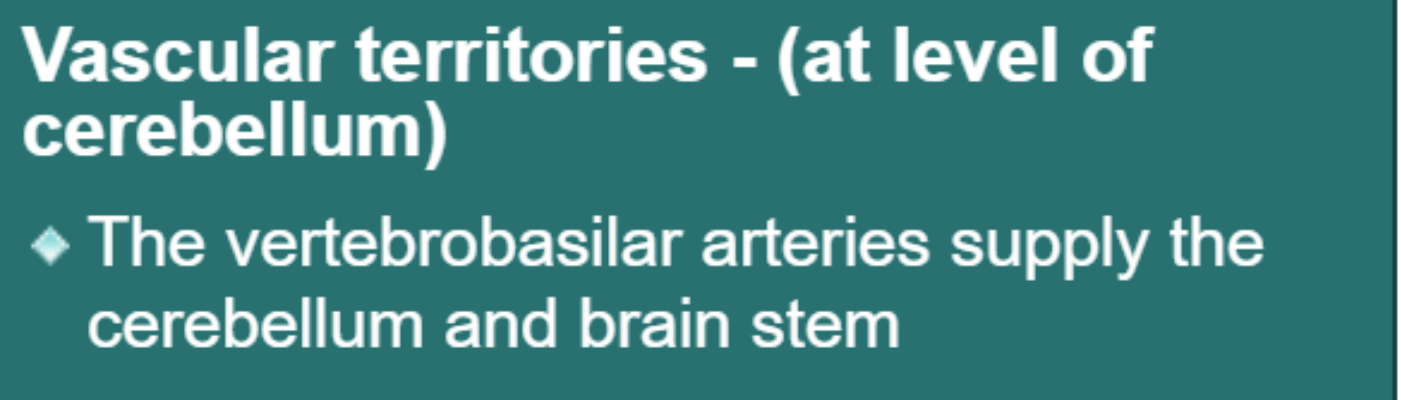 Vascular territories - (at level of
cerebellum)
The vertebrobasilar arteries supply the
cerebellum and brain stem